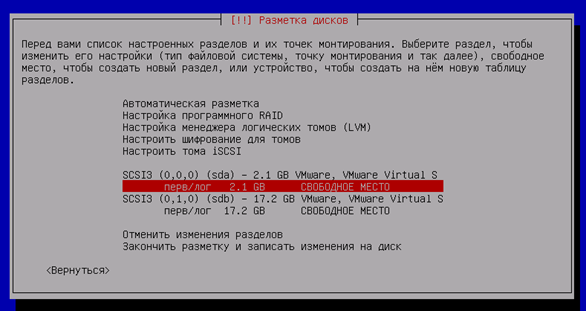 [!!] Разметка дисков
Перед вами список настроенных разделов и их точек монтирования. Выберите раздел, чтобы
изменить его настройки (тип файловой системы, точку монтирования и так далее), свободное
место, чтобы создать новый раздел, или устройство, чтобы создать на нём новую таблицу
разделов.
Автоматическая разметка
Настройка программного RAID
Настройка менеджера логических томов (LVM)
Настроить шифрование для томов
Настроить тома iSCSI
SCSI3 (0,0,0) (sda) - 2.1 GB VMware, VMware Virtual S
перв/лог 2.1 GB СВОБОДНОЕ МЕСТО
SCSI3 (0,1,0) (sdb) - 17.2 GB VMware, VMware Virtual S
перв/лог 17.2 GB СВОБОДНОЕ МЕСТО
Отменить изменения разделов
Закончить разметку и записать изменения на диск
<Вернуться>